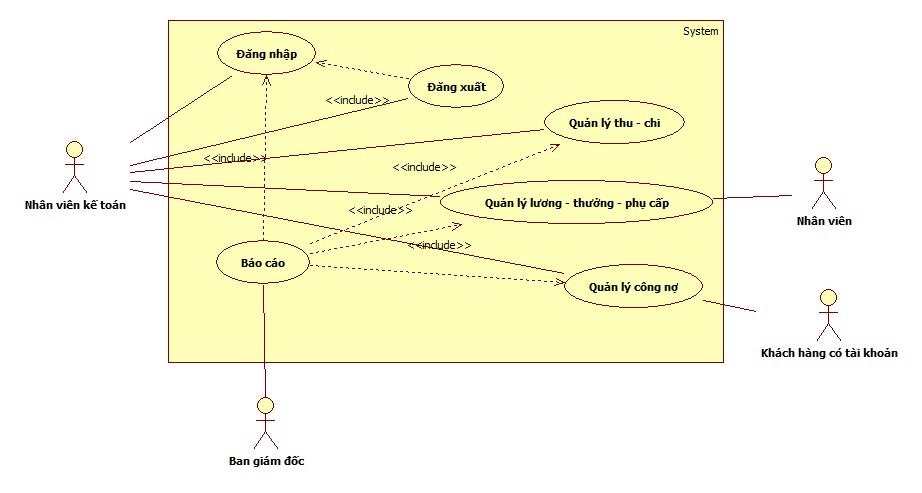 System
Đăng nhập
Đăng xuất
<<include>>
Quản lý thu - chi
<<include>>
<<include>>
Nhân viên kế toán
Quản lý lương - thưởng - phụ cấp
<<include>>
Nhân viên
<<include>>
Báo cáo
Quản lý công nợ
Khách hàng có tài khoản
Ban giám đốc